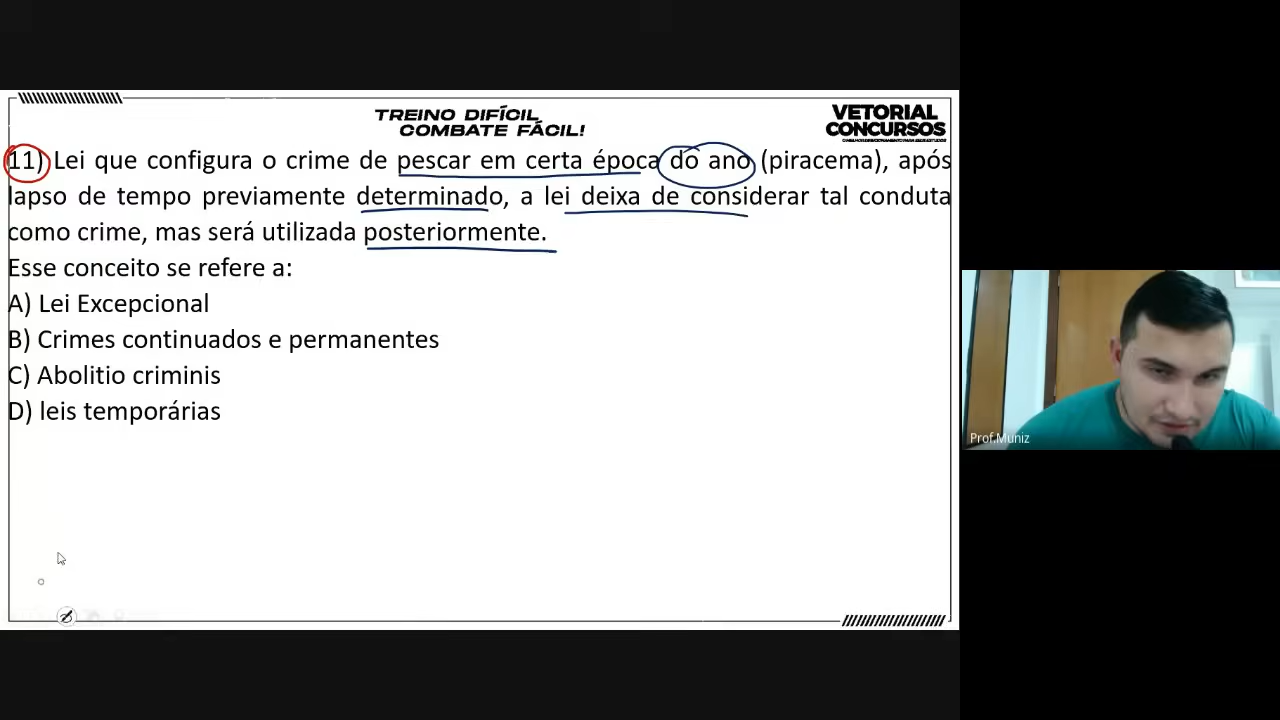 TREINO DIFÍCIL
COMBATE FÁCIL!
VETORIAL
CONCURSOS
11) Lei que configura o crime de pescar em certa época do ano (piracema), após
lapso de tempo previamente determinado, a lei deixa de considerar tal conduta
como crime, mas será utilizada posteriormente.
Esse conceito se refere a:
A) Lei Excepcional
B) Crimes continuados e permanentes
C) Abolitio criminis
D) leis temporárias
Prof.Muniz